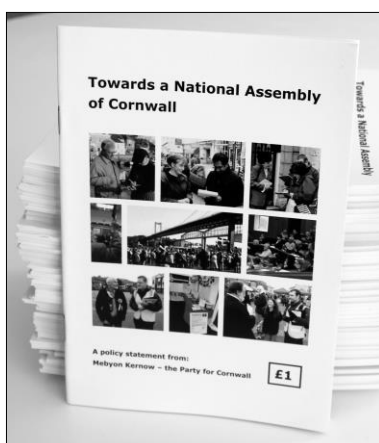 Towards a National Assembly
of Cornwall
A policy statement from:
Mebyon Kernow – the Party for Cornwall
£1
Towards a National Assembly